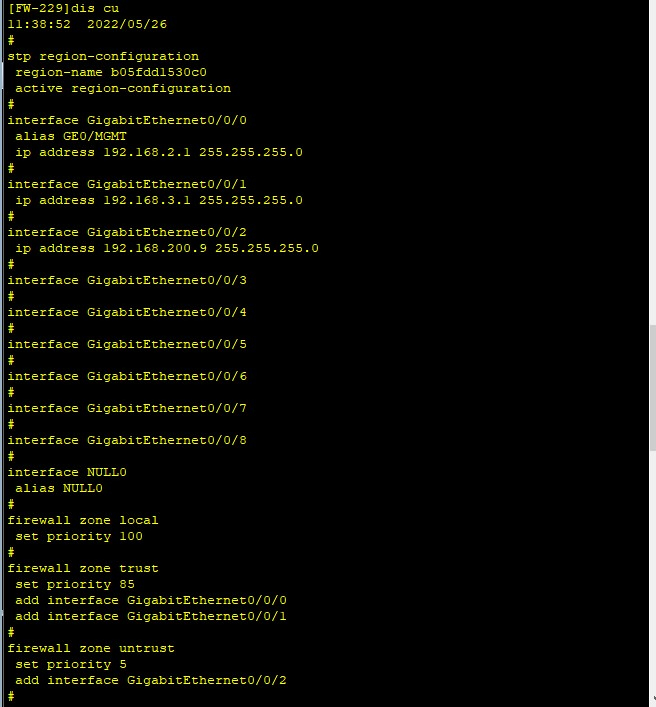 [FW-229]dis cu
11:38:52  2022/05/26
#
stp region-configuration
 region-name b05fdd1530c0
 active region-configuration
#
interface GigabitEthernet0/0/0
 alias GE0/MGMT
 ip address 192.168.2.1 255.255.255.0
#
interface GigabitEthernet0/0/1
 ip address 192.168.3.1 255.255.255.0
#
interface GigabitEthernet0/0/2
 ip address 192.168.200.9 255.255.255.0
#
interface GigabitEthernet0/0/3
#
interface GigabitEthernet0/0/4
#
interface GigabitEthernet0/0/5
#
interface GigabitEthernet0/0/6
#
interface GigabitEthernet0/0/7
#
interface GigabitEthernet0/0/8
#
interface NULL0
 alias NULL0
#
firewall zone local
 set priority 100
#
firewall zone trust
 set priority 85
 add interface GigabitEthernet0/0/0
 add interface GigabitEthernet0/0/1
#
firewall zone untrust
 set priority 5
 add interface GigabitEthernet0/0/2
#